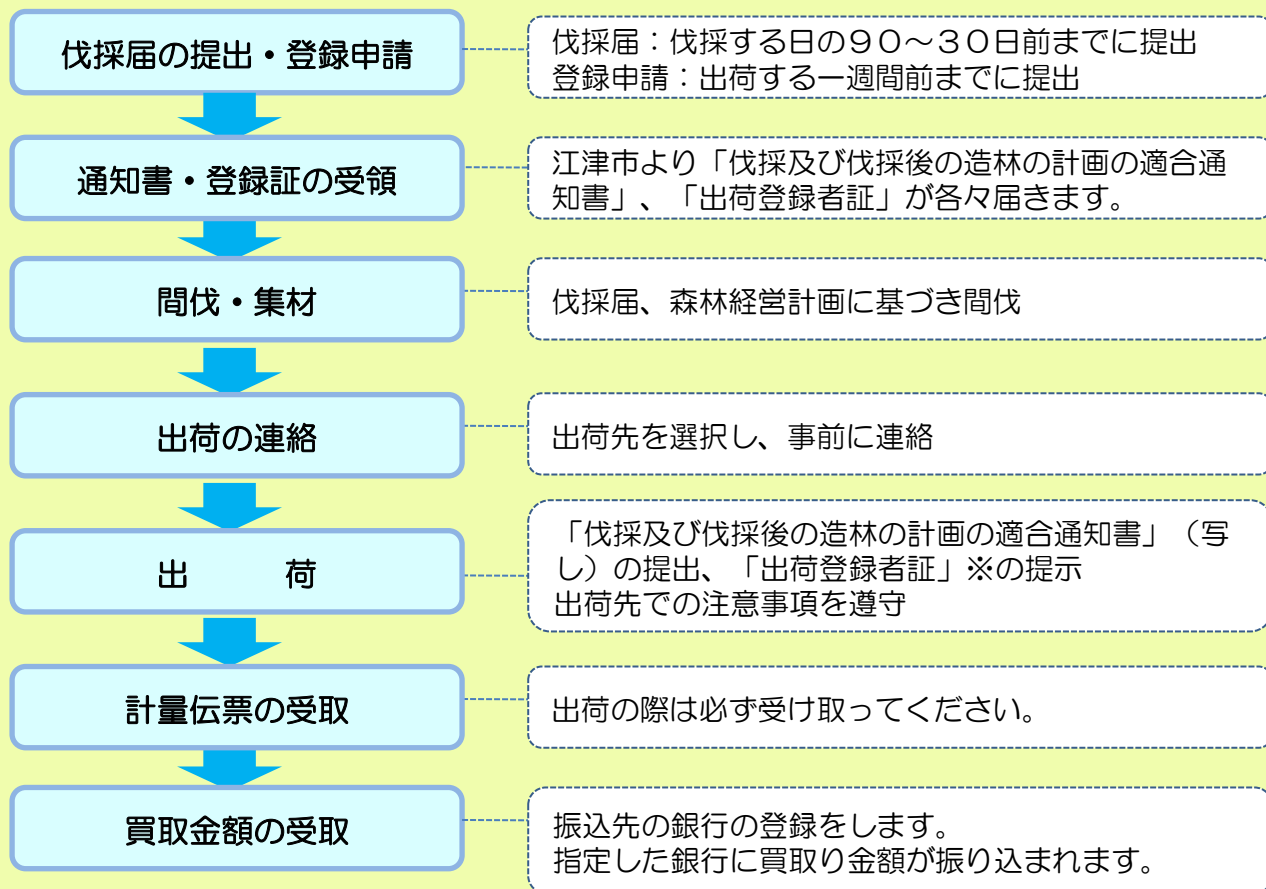 伐採届の提出・登録申請
伐採届：伐採する日の９０～３０日前までに提出
登録申請：出荷する一週間前までに提出
通知書・登録証の受領
江津市より「伐採及び伐採後の造林の計画の適合通
知書」、「出荷登録者証」が各々届きます。
間伐・集材
伐採届、森林経営計画に基づき間伐
出荷の連絡
出荷先を選択し、事前に連絡
出　　荷
「伐採及び伐採後の造林の計画の適合通知書」（写
し）の提出、「出荷登録者証」※の提示
出荷先での注意事項を遵守
計量伝票の受取
出荷の際は必ず受け取ってください。
買取金額の受取
振込先の銀行の登録をします。
指定した銀行に買取り金額が振り込まれます。